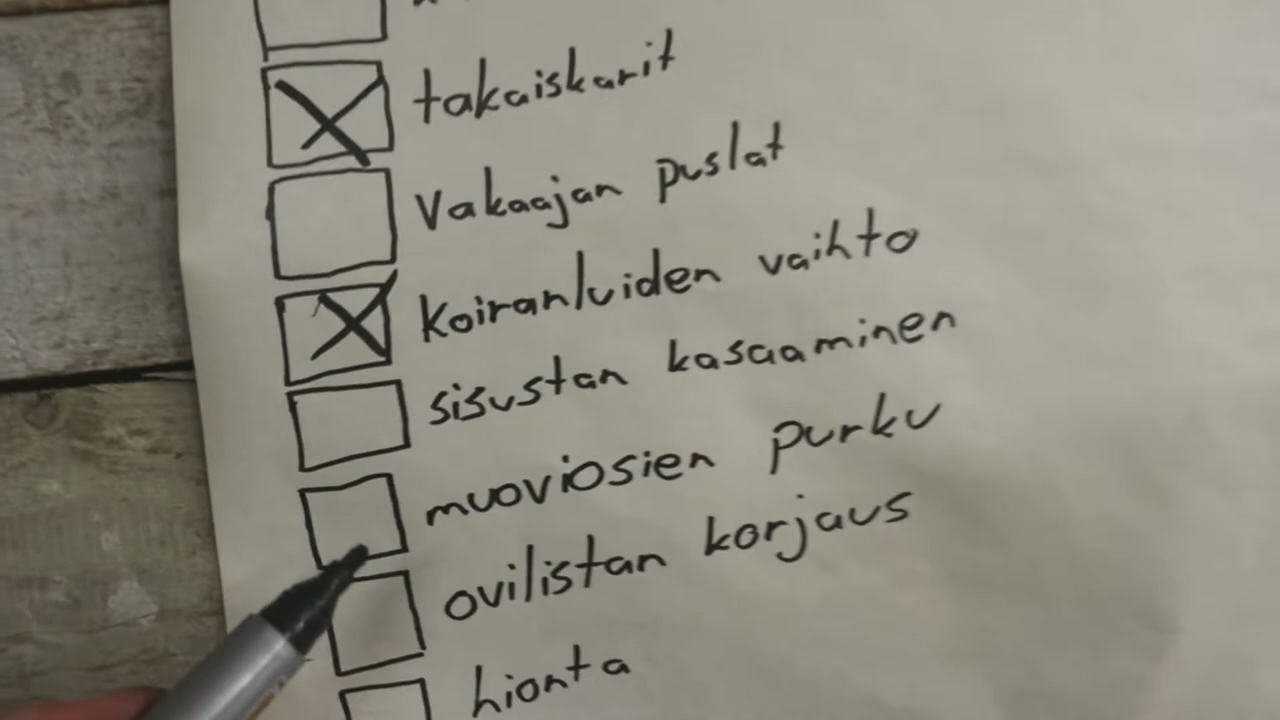 takaiskarit
Vakaajan puslat
Koiranluiden vaihto
sisustan kasaaminen
muoviosien purku
ovilistan korjaus
hionta